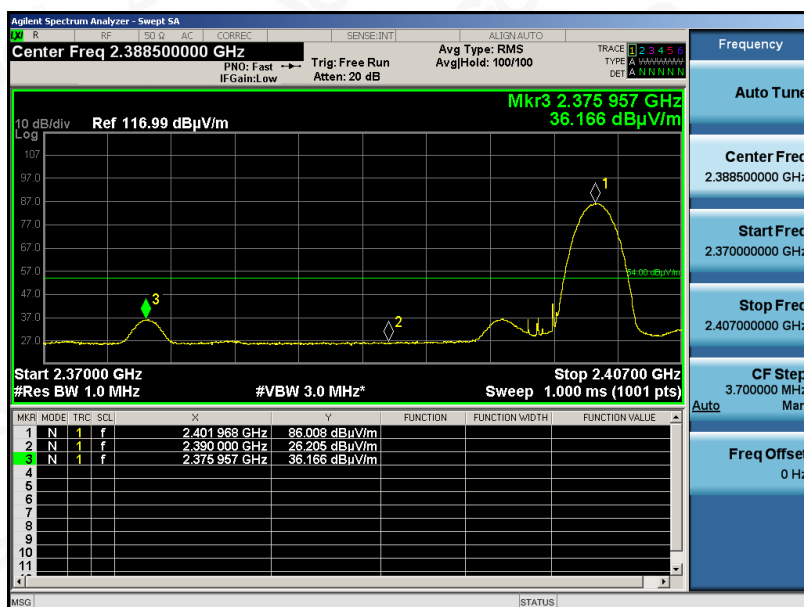 Agilent Spectrum Analyzer - Swept SA
LXI R RF 50 Ω AC CORREC SENSE:INT ALIGN AUTO
Center Freq 2.388500000 GHz
PNO: Fast
IFGain:Low
Trig: Free Run
Atten: 20 dB
Avg Type: RMS
Avg|Hold: 100/100
TRACE 1 2 3 4 5 6
TYPE A WWWWW
DET A N N N N N
Mkr3 2.375 957 GHz
36.166 dBµV/m
10 dB/div Ref 116.99 dBµV/m
Log
107
97.0
87.0
77.0
67.0
57.0
47.0
37.0
27.0
54.00 dBµV/m
1
2
3
Start 2.37000 GHz Stop 2.40700 GHz
#Res BW 1.0 MHz #VBW 3.0 MHz* Sweep 1.000 ms (1001 pts)
MKR MODE TRC SCL X Y FUNCTION FUNCTION WIDTH FUNCTION VALUE
1 N 1 f 2.401 968 GHz 86.008 dBµV/m
2 N 1 f 2.390 000 GHz 26.205 dBµV/m
3 N 1 f 2.375 957 GHz 36.166 dBµV/m
4
5
6
7
8
9
10
11
MSG STATUS
Frequency
Auto Tune
Center Freq
2.388500000 GHz
Start Freq
2.370000000 GHz
Stop Freq
2.407000000 GHz
CF Step
3.700000 MHz
Auto Man
Freq Offset
0 Hz